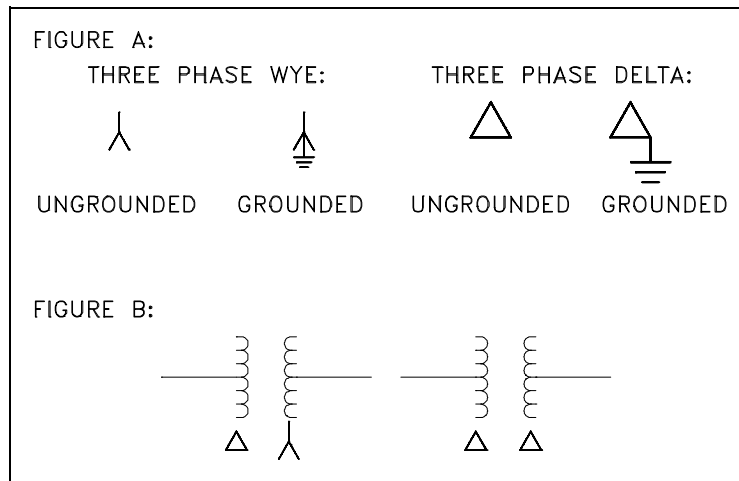 FIGURE A:
THREE PHASE WYE:
THREE PHASE DELTA:
UNGROUNDED
GROUNDED
UNGROUNDED
GROUNDED
FIGURE B: